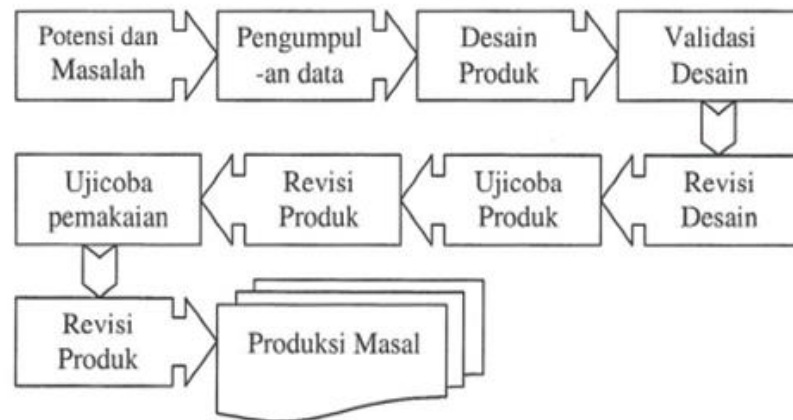 Potensi dan
Masalah
Pengumpul
-an data
Desain
Produk
Validasi
Desain
Ujicoba
pemakaian
Revisi
Produk
Ujicoba
Produk
Revisi
Desain
Revisi
Produk
Produksi Masal